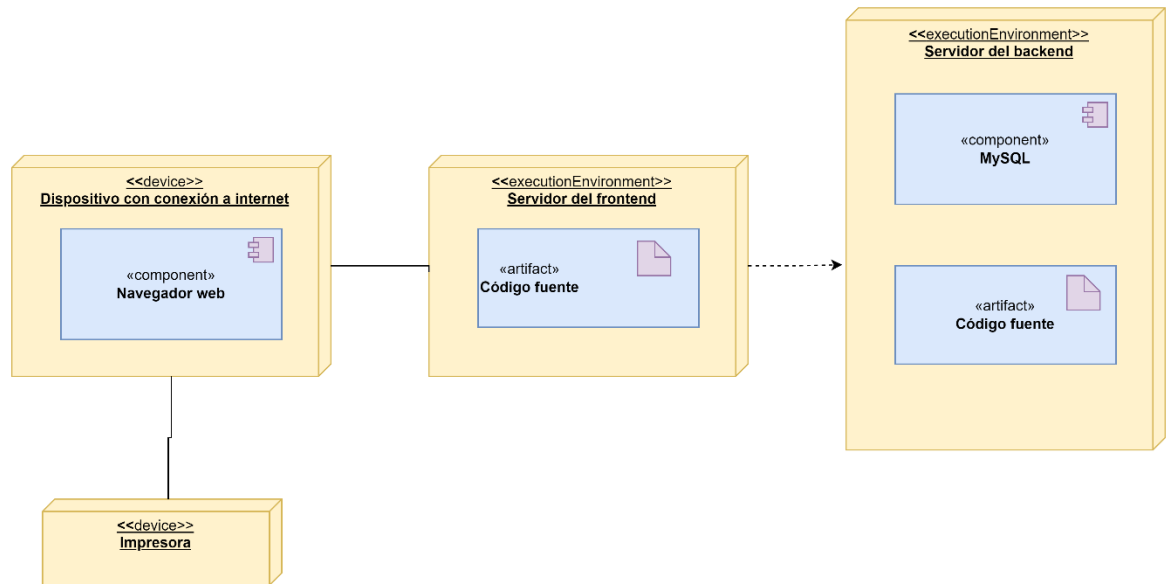 <<device>>
Dispositivo con conexión a internet
«component»
Navegador web
<<executionEnvironment>>
Servidor del frontend
«artifact»
Código fuente
<<executionEnvironment>>
Servidor del backend
«component»
MySQL
«artifact»
Código fuente
<<device>>
Impresora